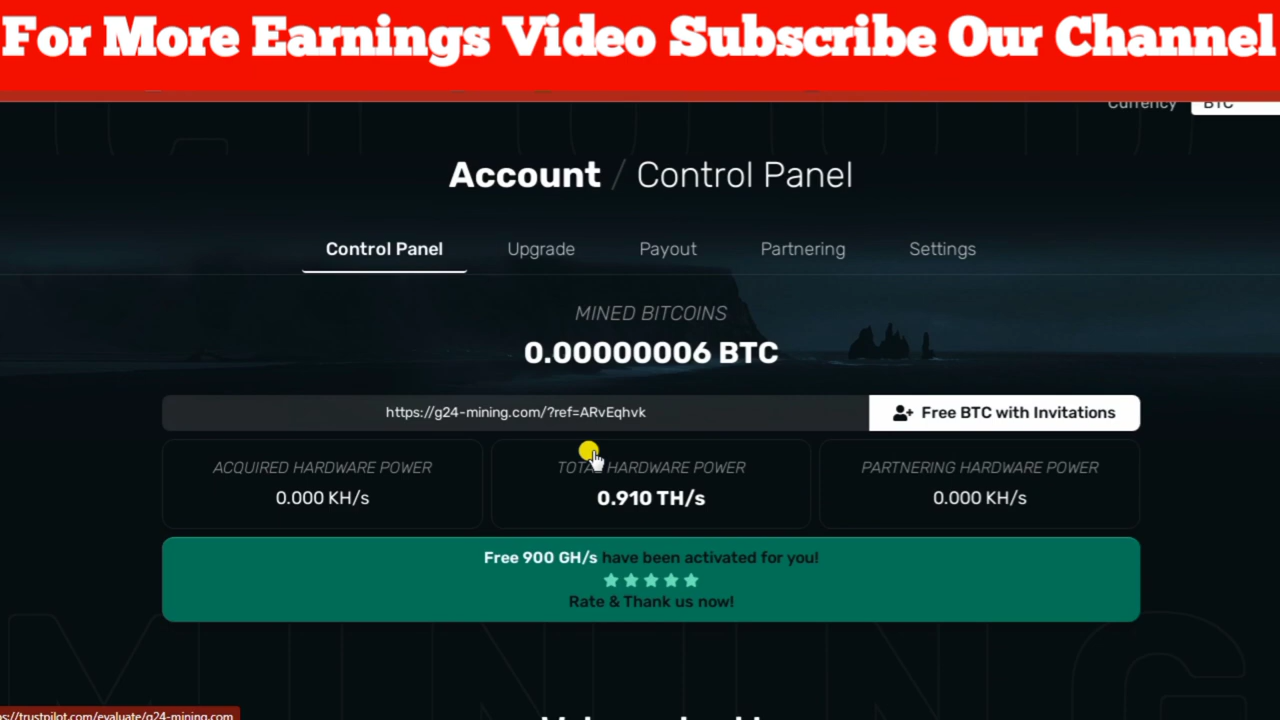 For More Earnings Video Subscribe Our Channel
Currency BTC
Account / Control Panel
Control Panel Upgrade Payout Partnering Settings
MINED BITCOINS
0.00000006 BTC
https://g24-mining.com/?ref=ARvEqhvk Free BTC with Invitations
ACQUIRED HARDWARE POWER TOTAL HARDWARE POWER PARTNERING HARDWARE POWER
0.000 KH/s 0.910 TH/s 0.000 KH/s
Free 900 GH/s have been activated for you!
Rate & Thank us now!
MINING
ps://trustpilot.com/evaluate/g24-mining.com